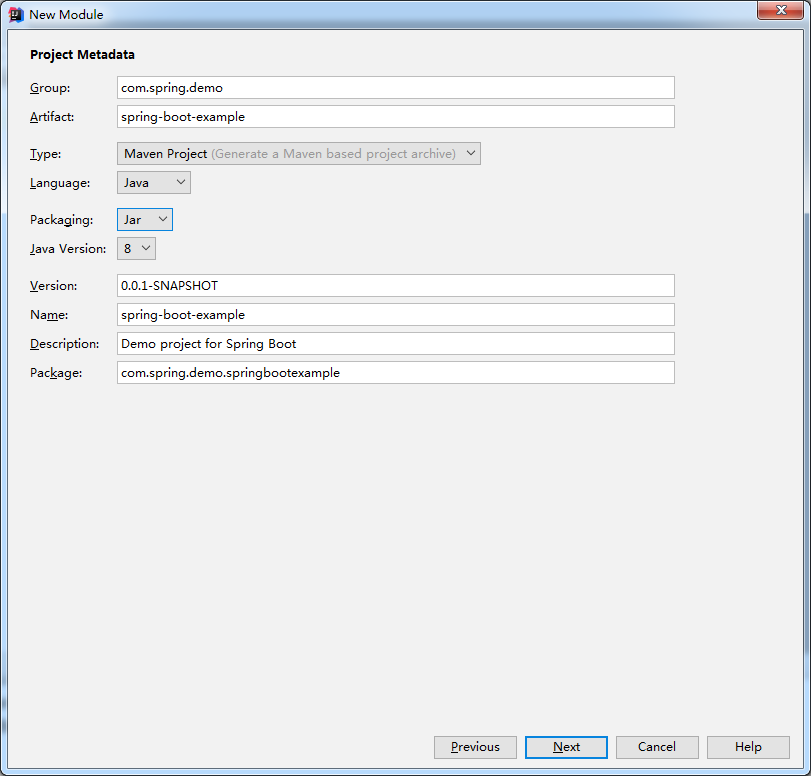 New Module
Project Metadata
Group: com.spring.demo
Artifact: spring-boot-example
Type: Maven Project (Generate a Maven based project archive)
Language: Java
Packaging: Jar
Java Version: 8
Version: 0.0.1-SNAPSHOT
Name: spring-boot-example
Description: Demo project for Spring Boot
Package: com.spring.demo.springbootexample
Previous Next Cancel Help